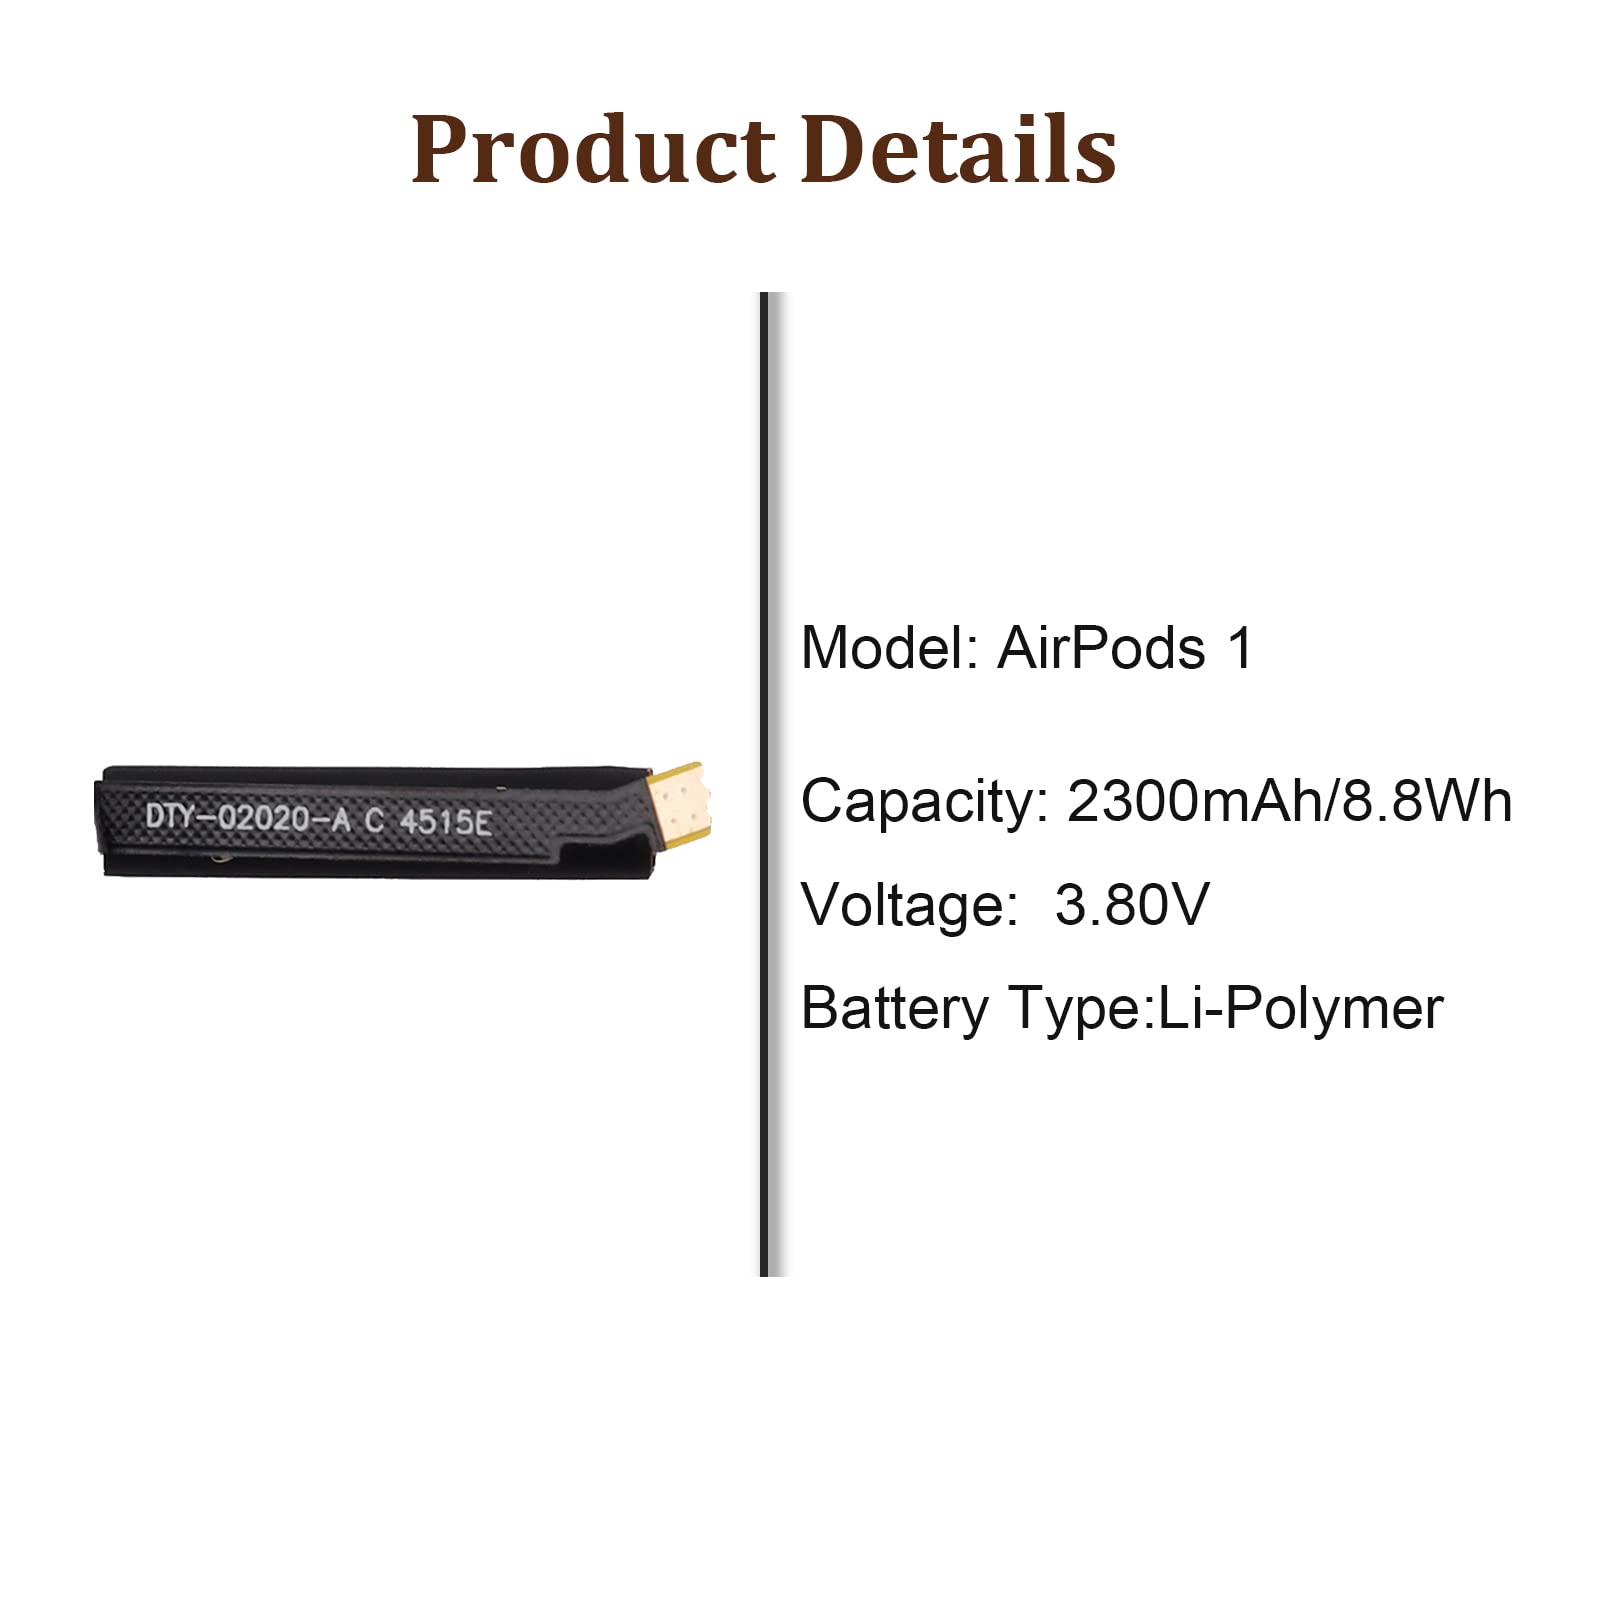 Product Details
DTY-02020-A C 4515E
Model: AirPods 1
Capacity: 2300mAh/8.8Wh
Voltage: 3.80V
Battery Type:Li-Polymer